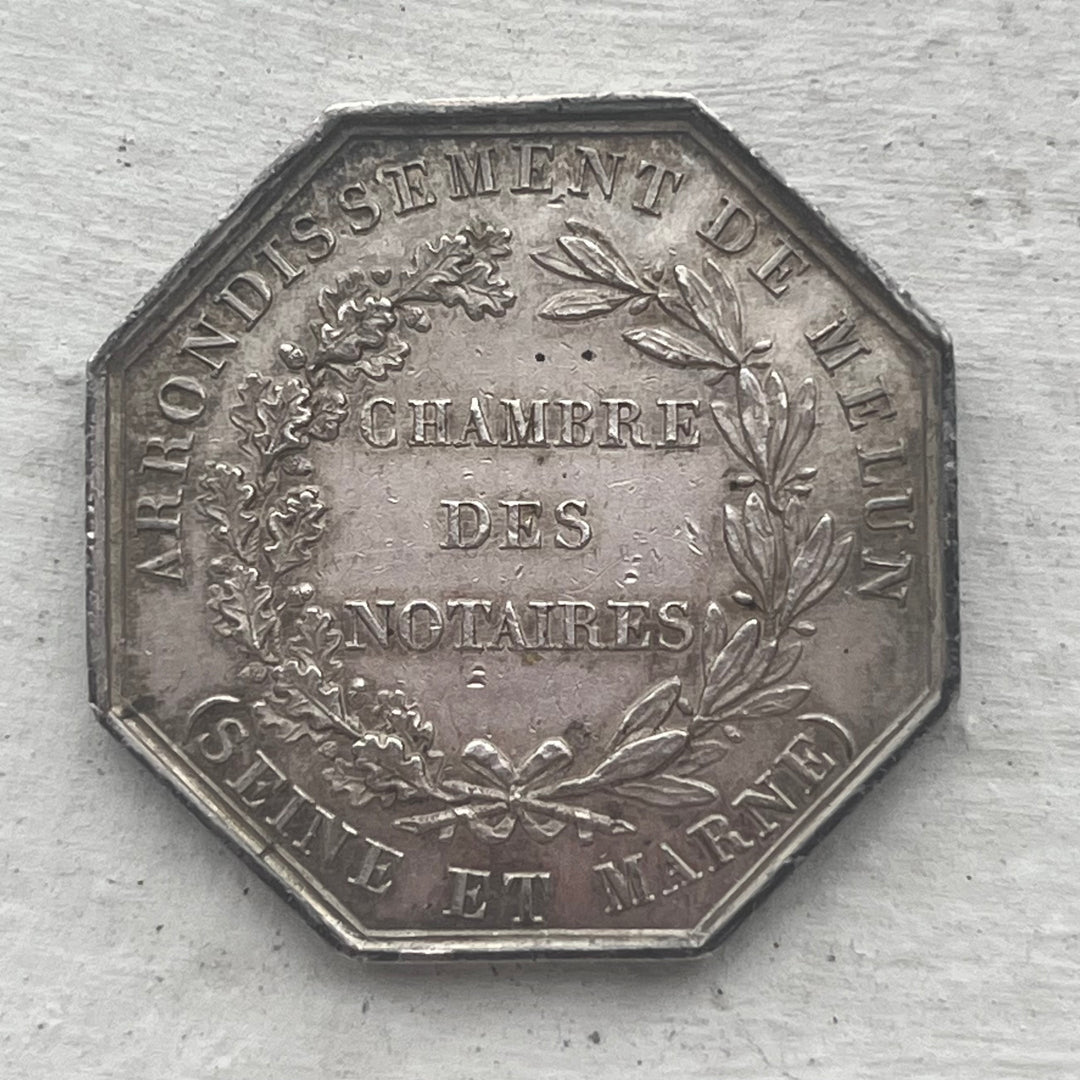 ARRONDISSEMENT DE MELUN
CHAMBRE
DES
NOTAIRES
(SEINE ET MARNE)